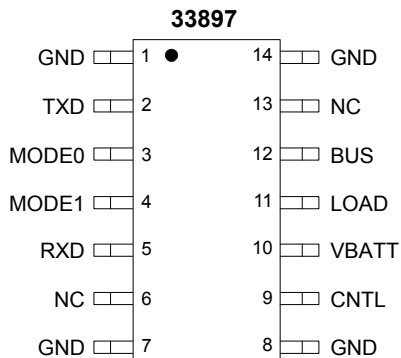 33897
GND 1 14 GND
TXD 2 13 NC
MODE0 3 12 BUS
MODE1 4 11 LOAD
RXD 5 10 VBATT
NC 6 9 CNTL
GND 7 8 GND